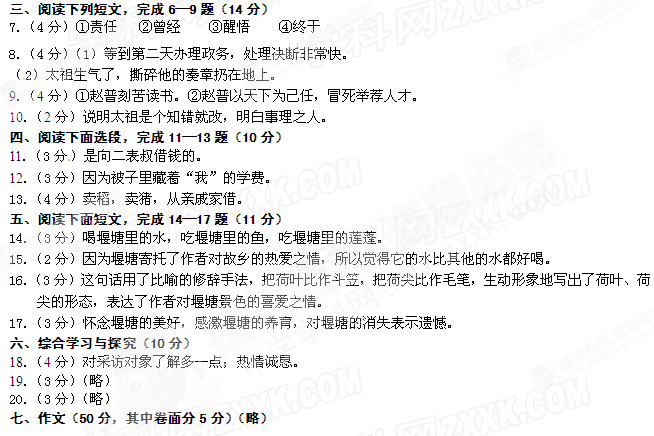 三、阅读下列短文，完成 6—9 题（14 分）
7.（4 分）①责任 ②曾经 ③醒悟 ④终于
8.（4 分）（1）等到第二天办理政务，处理决断非常快。
（2）太祖生气了，撕碎他的奏章扔在地上。
9.（4 分）①赵普刻苦读书。②赵普以天下为己任，冒死举荐人才。
10.（2 分）说明太祖是个知错就改，明白事理之人。
四、阅读下面选段，完成 11—13 题（10 分）
11.（3 分）是向二表叔借钱的。
12.（3 分）因为被子里藏着“我”的学费。
13.（4 分）卖稻，卖猪，从亲戚家借。
五、阅读下面短文，完成 14—17 题（11 分）
14.（3 分）喝堰塘里的水，吃堰塘里的鱼，吃堰塘里的莲蓬。
15.（2 分）因为堰塘寄托了作者对故乡的热爱之情，所以觉得它的水比其他的水都好喝。
16.（3 分）这句话用了比喻的修辞手法，把荷叶比作斗笠，把荷尖比作毛笔，生动形象地写出了荷叶、荷
尖的形态，表达了作者对堰塘景色的喜爱之情。
17.（3 分）怀念堰塘的美好，感激堰塘的养育，对堰塘的消失表示遗憾。
六、综合学习与探究（10 分）
18.（4 分）对采访对象了解多一点；热情诚恳。
19.（3 分）（略）
20.（3 分）（略）
七、作文（50 分，其中卷面分 5 分）（略）